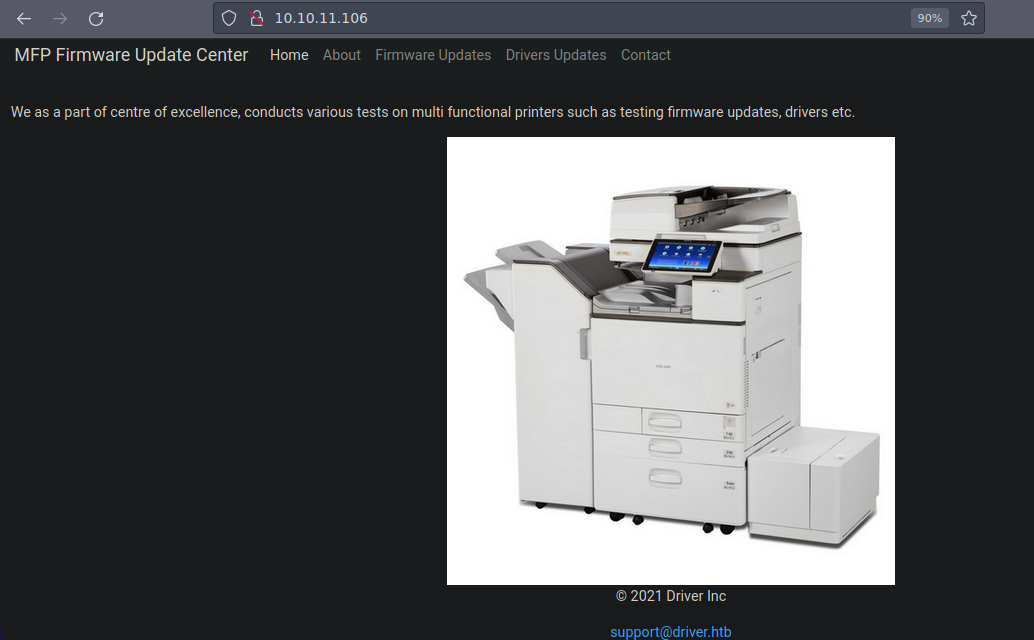 10.10.11.106
90%
MFP Firmware Update Center Home About Firmware Updates Drivers Updates Contact
We as a part of centre of excellence, conducts various tests on multi functional printers such as testing firmware updates, drivers etc.
© 2021 Driver Inc
support@driver.htb